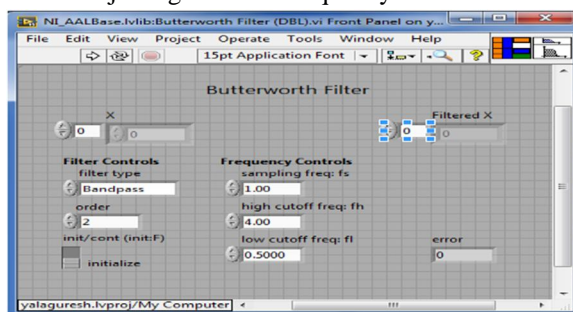 NI_AALBase.lvlib:Butterworth Filter (DBL).vi Front Panel on y...
File Edit View Project Operate Tools Window Help
15pt Application Font
Butterworth Filter
X
Filtered X
0 0
0 0
Filter Controls
Frequency Controls
filter type
sampling freq: fs
Bandpass
1.00
order
high cutoff freq: fh
2
4.00
init/cont (init:F)
low cutoff freq: fl
error
initialize
0.5000
0
yalaguresh.lvproj/My Computer